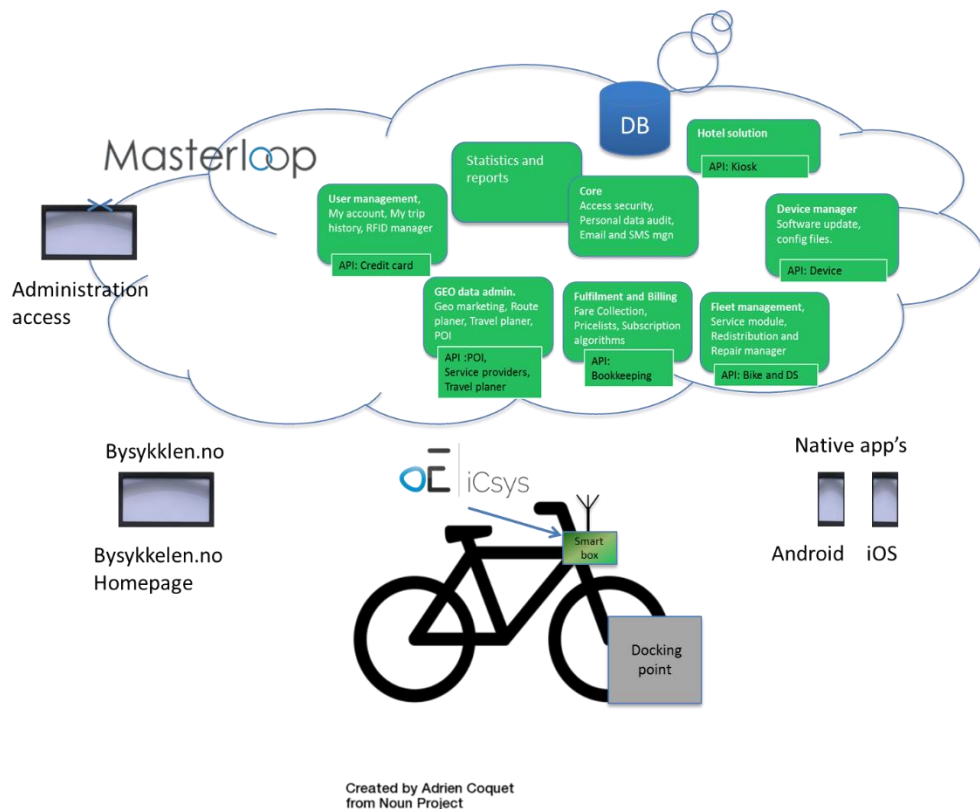 DB
Hotel solution
API: Kiosk
Masterloop
Statistics and
reports
Core
Access security,
Personal data audit,
Email and SMS mgn
User management,
My account, My trip
history, RFID manager
API: Credit card
Device manager
Software update,
config files.
API: Device
Administration
access
GEO data admin.
Geo marketing, Route
planer, Travel planer,
POI
API :POI,
Service providers,
Travel planer
Fulfilment and Billing
Fare Collection,
Pricelists, Subscription
algorithms
API:
Bookkeeping
Fleet management,
Service module,
Redistribution and
Repair manager
API: Bike and DS
Bysykklen.no
Bysykkelen.no
Homepage
iCsys
Native app's
Android
iOS
Smart
box
Docking
point
Created by Adrien Coquet
from Noun Project